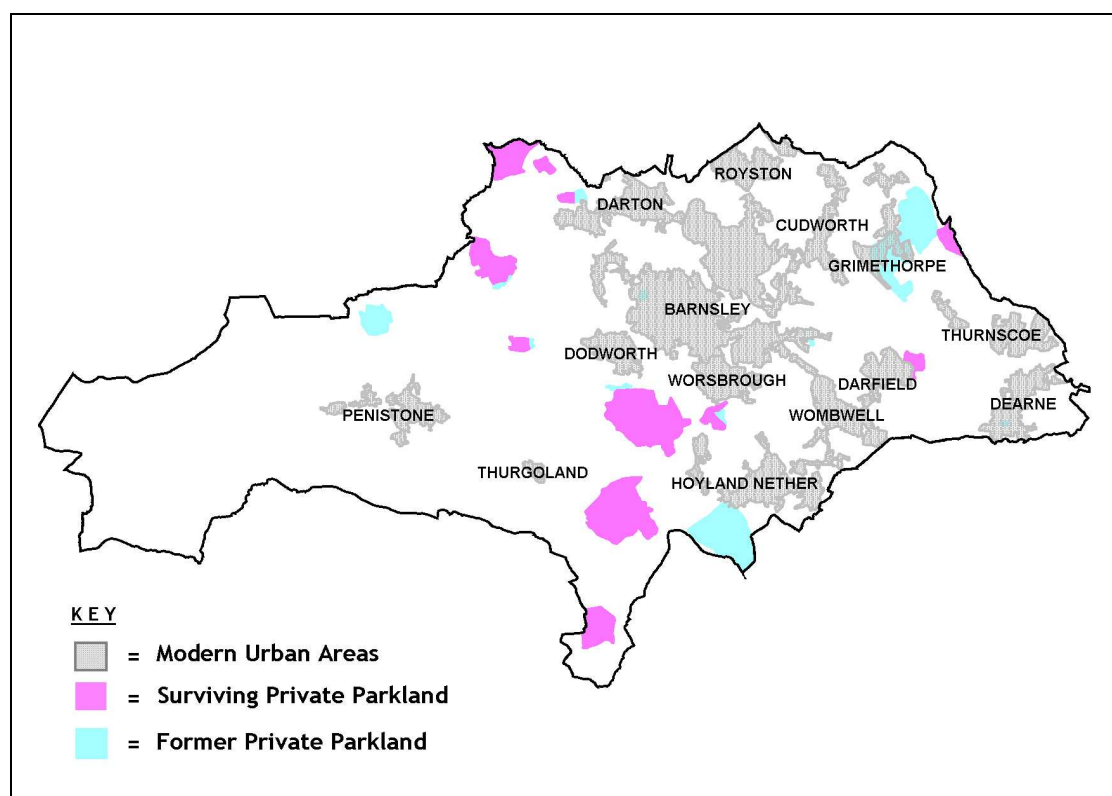 ROYSTON
DARTON
CUDWORTH
GRIMETHORPE
BARNSLEY
THURNSCOE
DODWORTH
WORSBROUGH
DARFIELD
PENISTONE
WOMBWELL
DEARNE
THURGOLAND
HOYLAND NETHER
KEY
= Modern Urban Areas
= Surviving Private Parkland
= Former Private Parkland